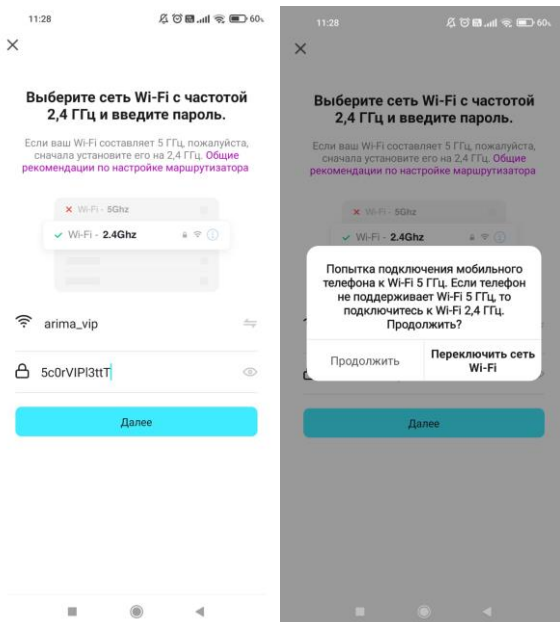 11:28
60
Выберите сеть Wi-Fi с частотой
2,4 ГГц и введите пароль.
Если ваш Wi-Fi составляет 5 ГГц, пожалуйста,
сначала установите его на 2,4 ГГц. Общие
рекомендации по настройке маршрутизатора
Wi-Fi - 5Ghz
Wi-Fi - 2.4Ghz
arima_vip
5c0rVIPl3ttT
Далее
11:28
60
Выберите сеть Wi-Fi с частотой
2,4 ГГц и введите пароль.
Если ваш Wi-Fi составляет 5 ГГц, пожалуйста,
сначала установите его на 2,4 ГГц. Общие
рекомендации по настройке маршрутизатора
Wi-Fi - 5Ghz
Wi-Fi - 2.4Ghz
Попытка подключения мобильного
телефона к Wi-Fi 5 ГГц. Если телефон
не поддерживает Wi-Fi 5 ГГц, то
подключитесь к Wi-Fi 2,4 ГГц.
Продолжить?
Продолжить
Переключить сеть
Wi-Fi
Далее